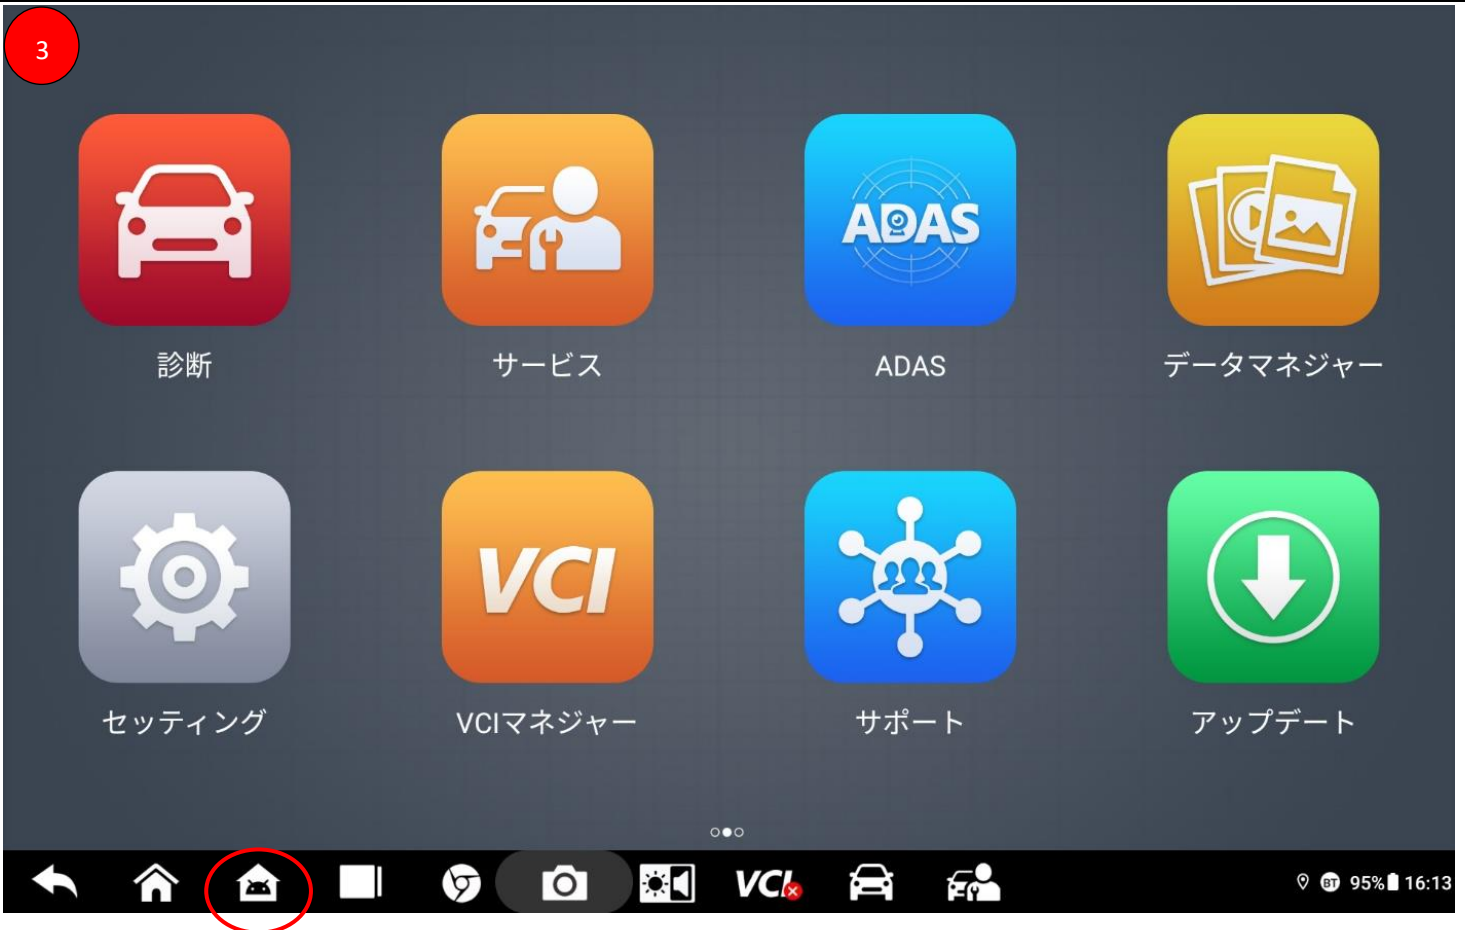 3
ADAS
診断
サービス
ADAS
データマネジャー
VCI
セッティング
VCIマネジャー
サポート
アップデート
VCI
BT 95% 16:13